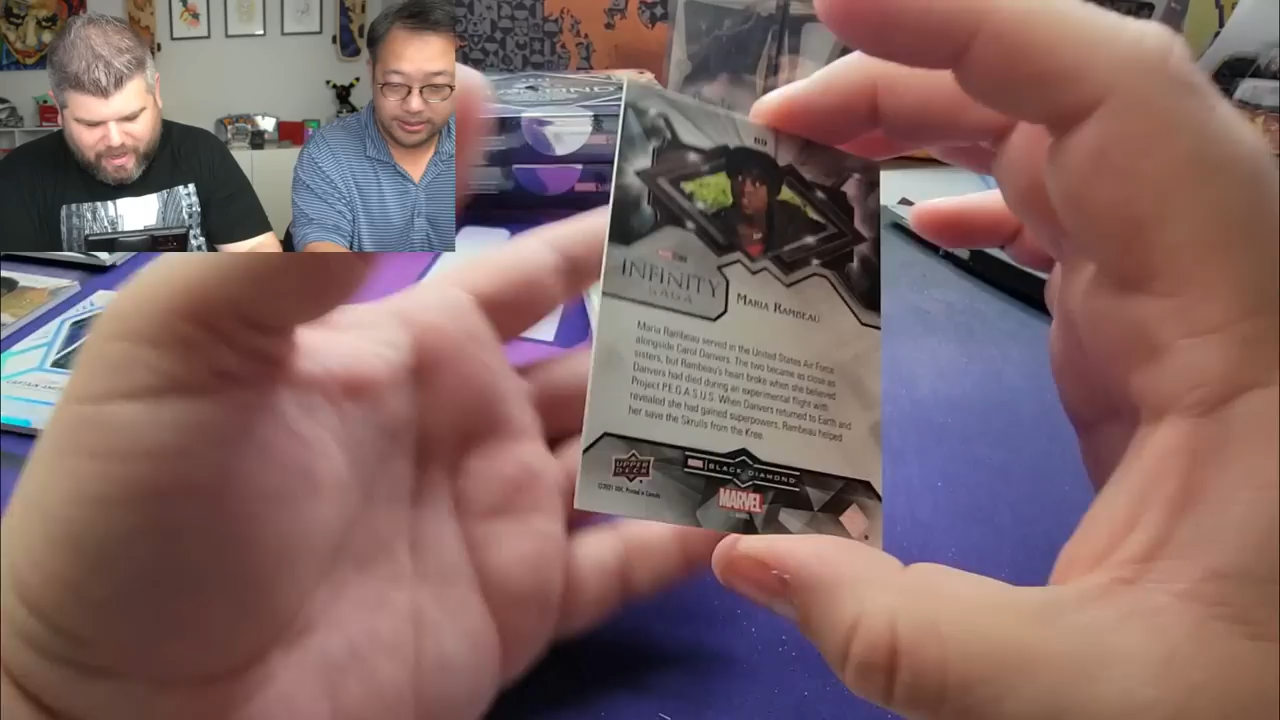 69
INFINITY
SAGA
MARIA RAMBEAU
Maria Rambeau served in the United States Air Force
alongside Carol Danvers. The two became as close as
sisters, but Rambeau's heart broke when she believed
Danvers had died during an experimental flight with
Project P.E.G.A.S.U.S. When Danvers returned to Earth and
revealed she had gained superpowers, Rambeau helped
her save the Skrulls from the Kree.
UPPER
DECK
BLACK DIAMOND
MARVEL
CAPTAIN AME